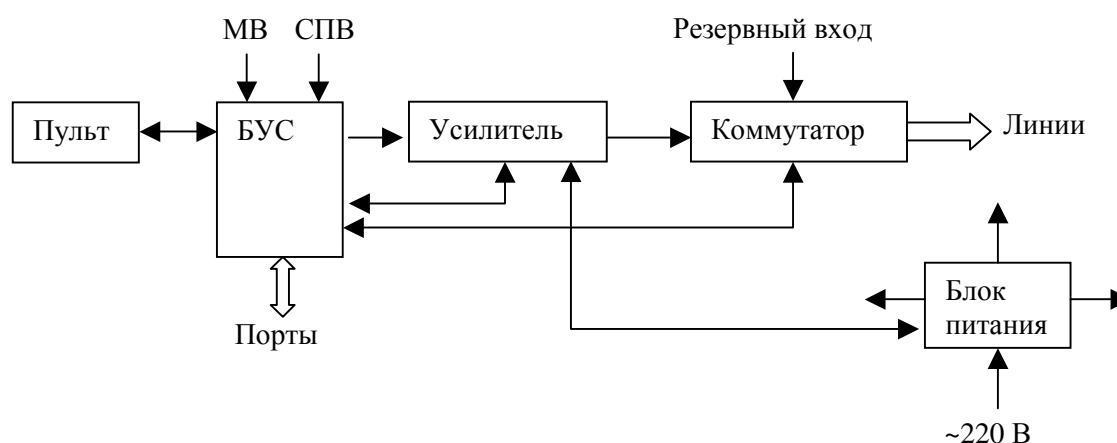 МВ СПВ
Резервный вход
Пульт
БУС
Усилитель
Коммутатор
Линии
Порты
Блок
питания
~220 В